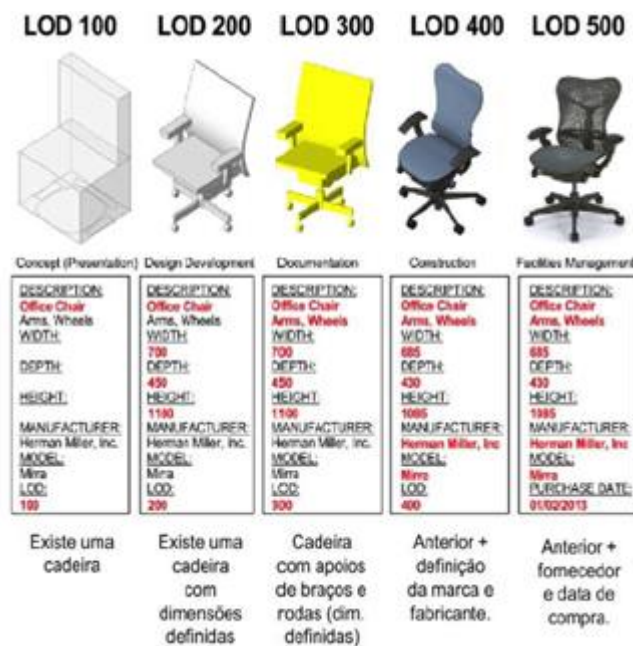 LOD 100
LOD 200
LOD 300
LOD 400
LOD 500
Concept (Presentation)
Design Development
Documentation
Construction
Facilities Management
DESCRIPTION:
Office Chair
Arms, Wheels
WIDTH:
DEPTH:
HEIGHT:
MANUFACTURER:
Herman Miller, Inc.
MODEL:
Mirra
LOD:
100
DESCRIPTION:
Office Chair
Arms, Wheels
WIDTH:
700
DEPTH:
450
HEIGHT:
1100
MANUFACTURER:
Herman Miller, Inc.
MODEL:
Mirra
LOD:
200
DESCRIPTION:
Office Chair
Arms, Wheels
WIDTH:
700
DEPTH:
450
HEIGHT:
1100
MANUFACTURER:
Herman Miller, Inc.
MODEL:
Mirra
LOD:
300
DESCRIPTION:
Office Chair
Arms, Wheels
WIDTH:
685
DEPTH:
430
HEIGHT:
1085
MANUFACTURER:
Herman Miller, Inc
MODEL:
Mirra
LOD:
400
DESCRIPTION:
Office Chair
Arms, Wheels
WIDTH:
685
DEPTH:
430
HEIGHT:
1085
MANUFACTURER:
Herman Miller, Inc
MODEL:
Mirra
PURCHASE DATE:
01/02/2013
Existe uma
cadeira
Existe uma
cadeira
com
dimensões
definidas
Cadeira
com apoios
de braços e
rodas (dim.
definidas)
Anterior +
definição
da marca e
fabricante.
Anterior +
fornecedor
e data de
compra.